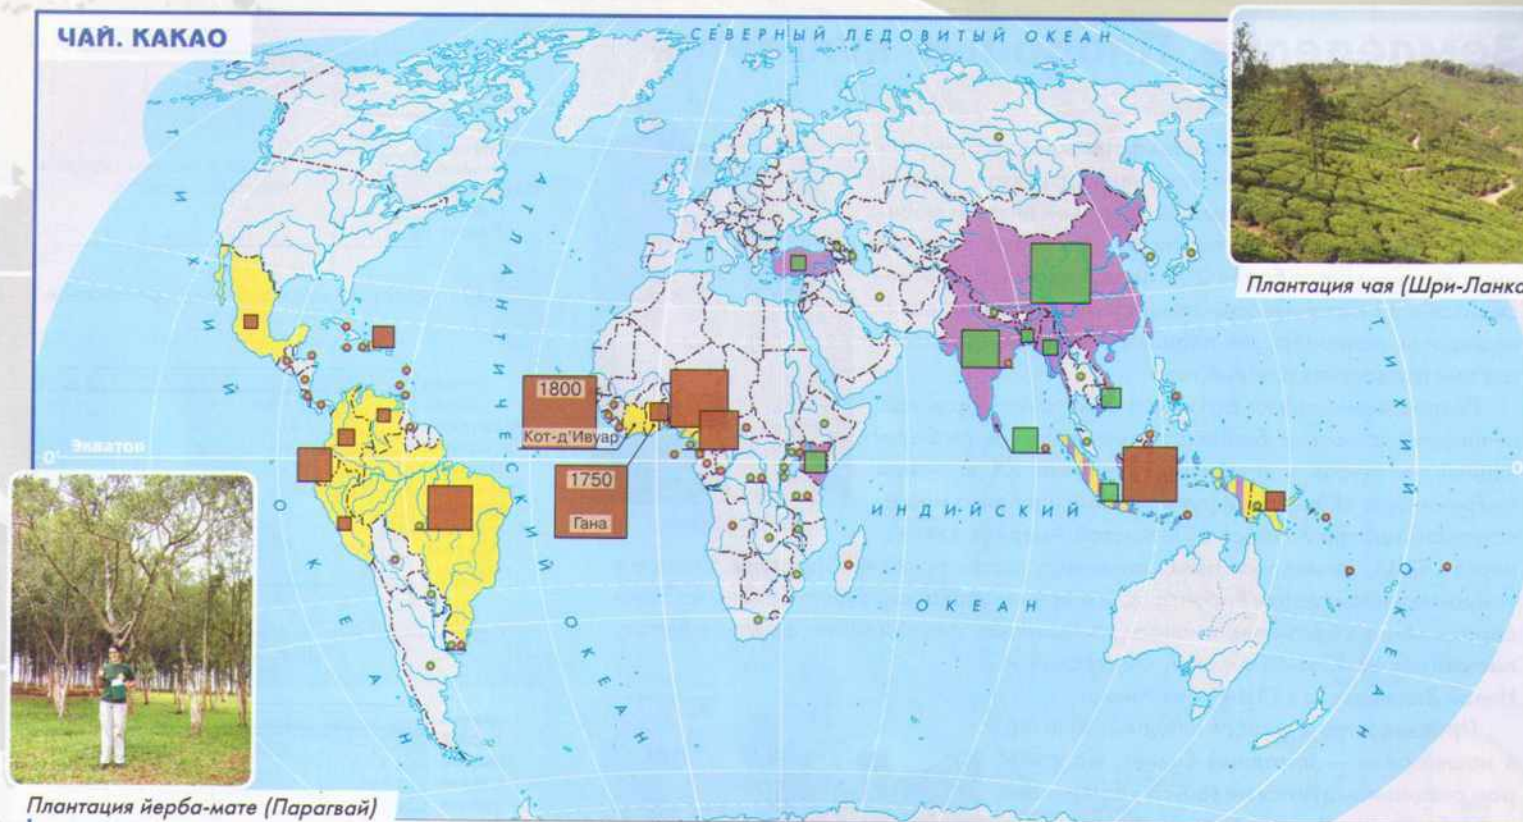 ЧАЙ. КАКАО
СЕВЕРНЫЙ ЛЕДОВИТЫЙ ОКЕАН
ТИХИЙ
ОКЕАН
АТЛАНТИЧЕСКИЙ
ОКЕАН
ТИХИЙ
ОКЕАН
Плантация чая (Шри-Ланка
1800
Кот-д'Ивуар
1750
Гана
0°
Экватор
0
ИНДИЙСКИЙ
ОКЕАН
Плантация йерба-мате (Парагвай)